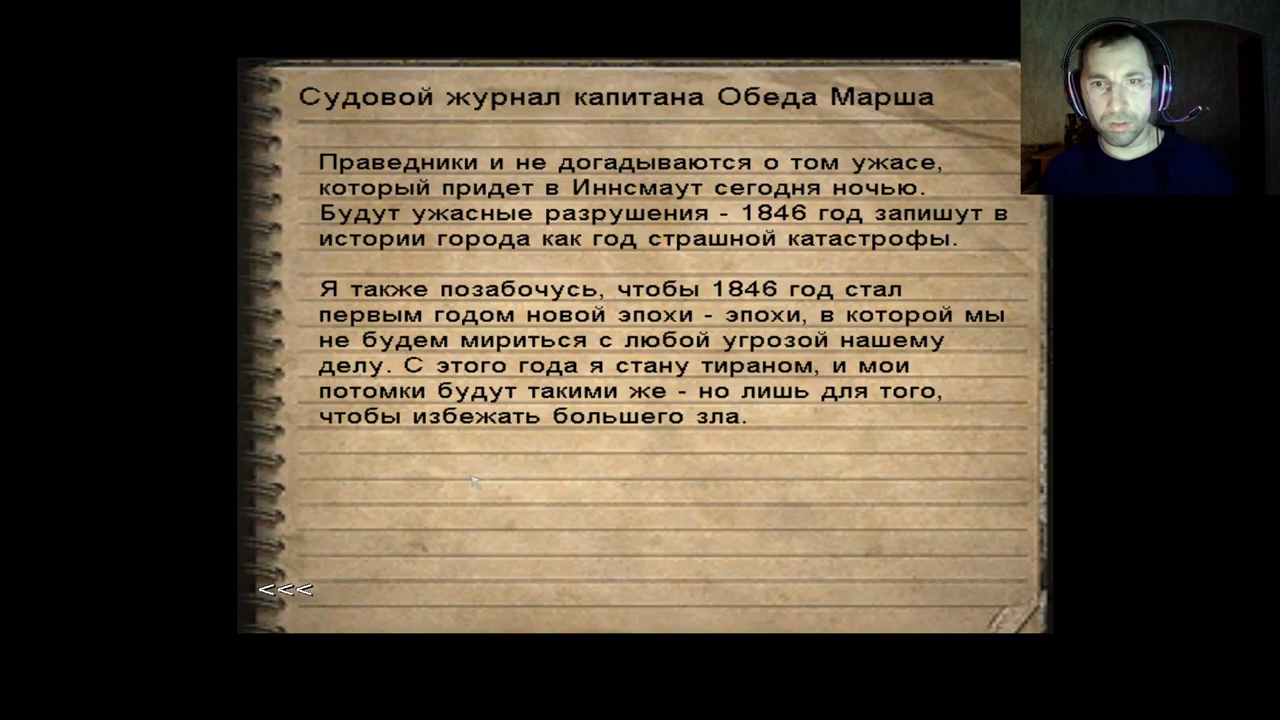 Судовой журнал капитана Обеда Марша
Праведники и не догадываются о том ужасе,
который придет в Иннсмаут сегодня ночью.
Будут ужасные разрушения - 1846 год запишут в
истории города как год страшной катастрофы.
Я также позабочусь, чтобы 1846 год стал
первым годом новой эпохи - эпохи, в которой мы
не будем мириться с любой угрозой нашему
делу. С этого года я стану тираном, и мои
потомки будут такими же - но лишь для того,
чтобы избежать большего зла.
<<<